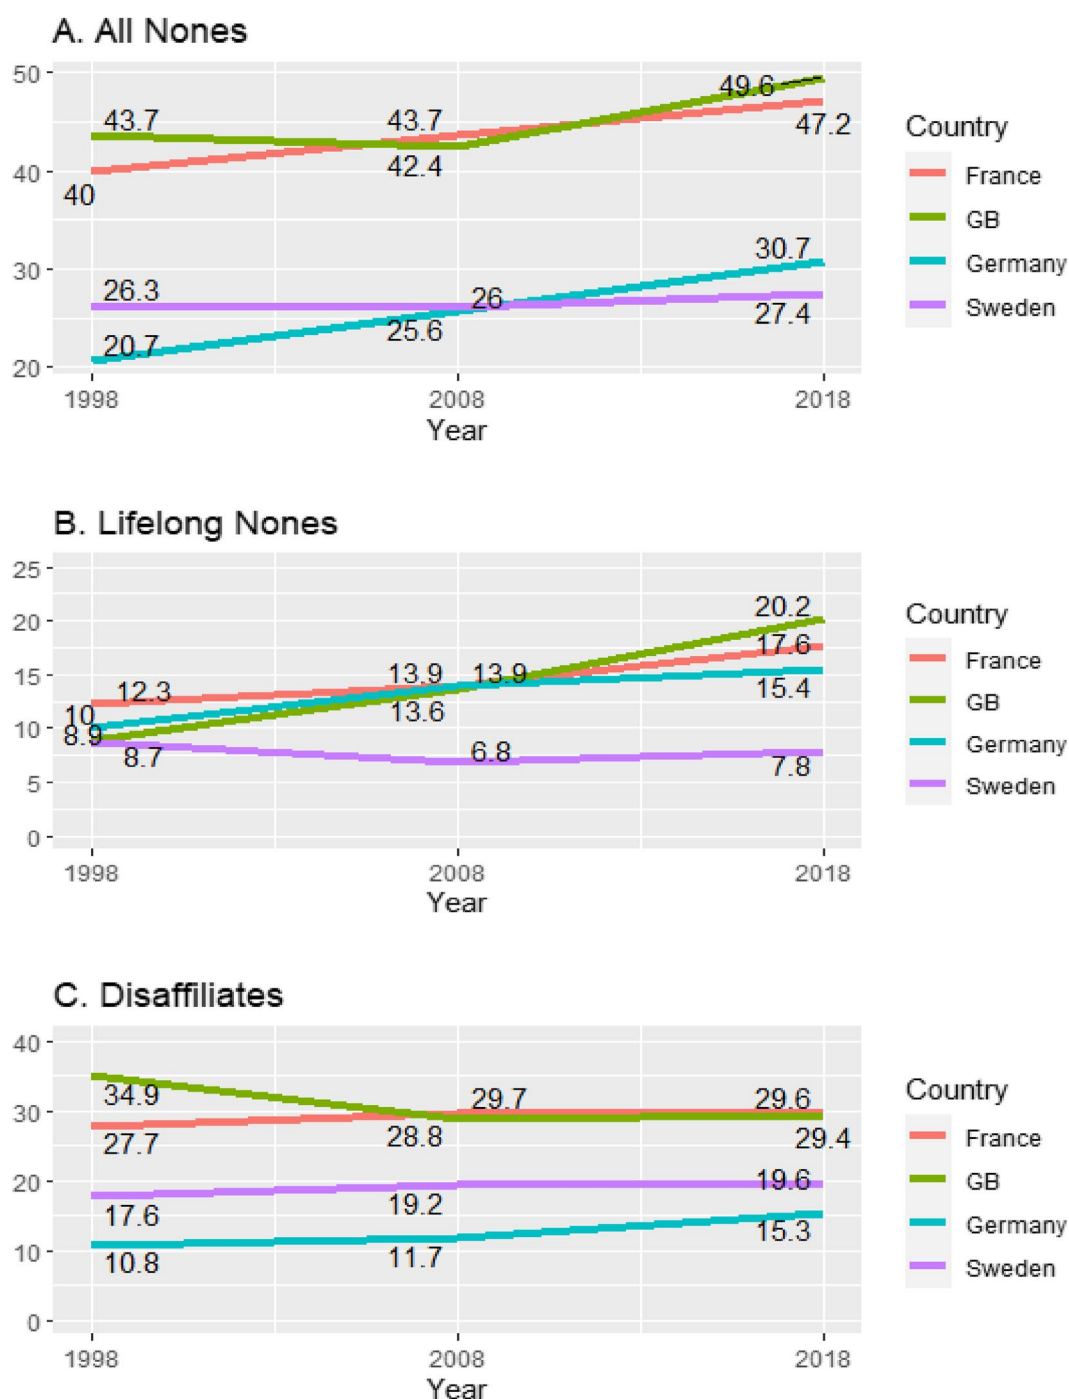 A. All Nones
50
40
30
20
43.7
40
43.7
42.4
49.6
47.2
26.3
20.7
26
25.6
30.7
27.4
1998
2008
2018
Year
Country
France
GB
Germany
Sweden
B. Lifelong Nones
25
20
15
10
5
0
12.3
10
8.9
8.7
13.9
13.9
13.6
6.8
20.2
17.6
15.4
7.8
1998
2008
2018
Year
Country
France
GB
Germany
Sweden
C. Disaffiliates
40
30
20
10
0
34.9
27.7
17.6
10.8
29.7
28.8
19.2
11.7
29.6
29.4
19.6
15.3
1998
2008
2018
Year
Country
France
GB
Germany
Sweden